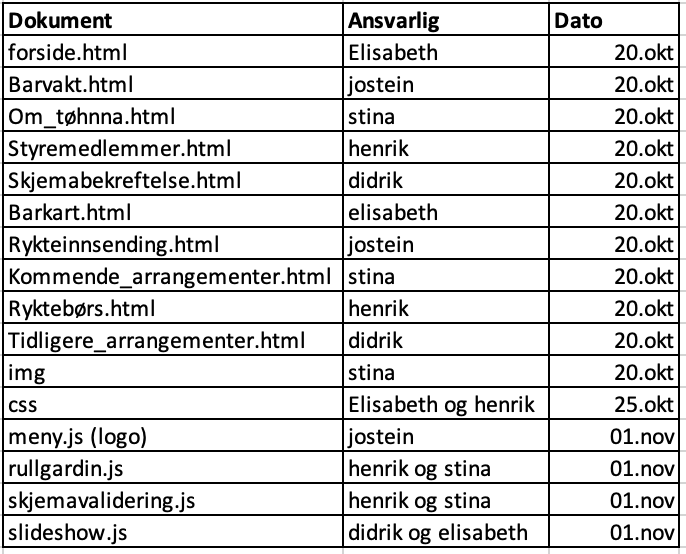 Dokument Ansvarlig Dato
forside.html Elisabeth 20.okt
Barvakt.html jostein 20.okt
Om_tøhnna.html stina 20.okt
Styremedlemmer.html henrik 20.okt
Skjemabekreftelse.html didrik 20.okt
Barkart.html elisabeth 20.okt
Rykteinnsending.html jostein 20.okt
Kommende_arrangementer.html stina 20.okt
Ryktebørs.html henrik 20.okt
Tidligere_arrangementer.html didrik 20.okt
img stina 20.okt
css Elisabeth og henrik 25.okt
meny.js (logo) jostein 01.nov
rullgardin.js henrik og stina 01.nov
skjemavalidering.js henrik og stina 01.nov
slideshow.js didrik og elisabeth 01.nov